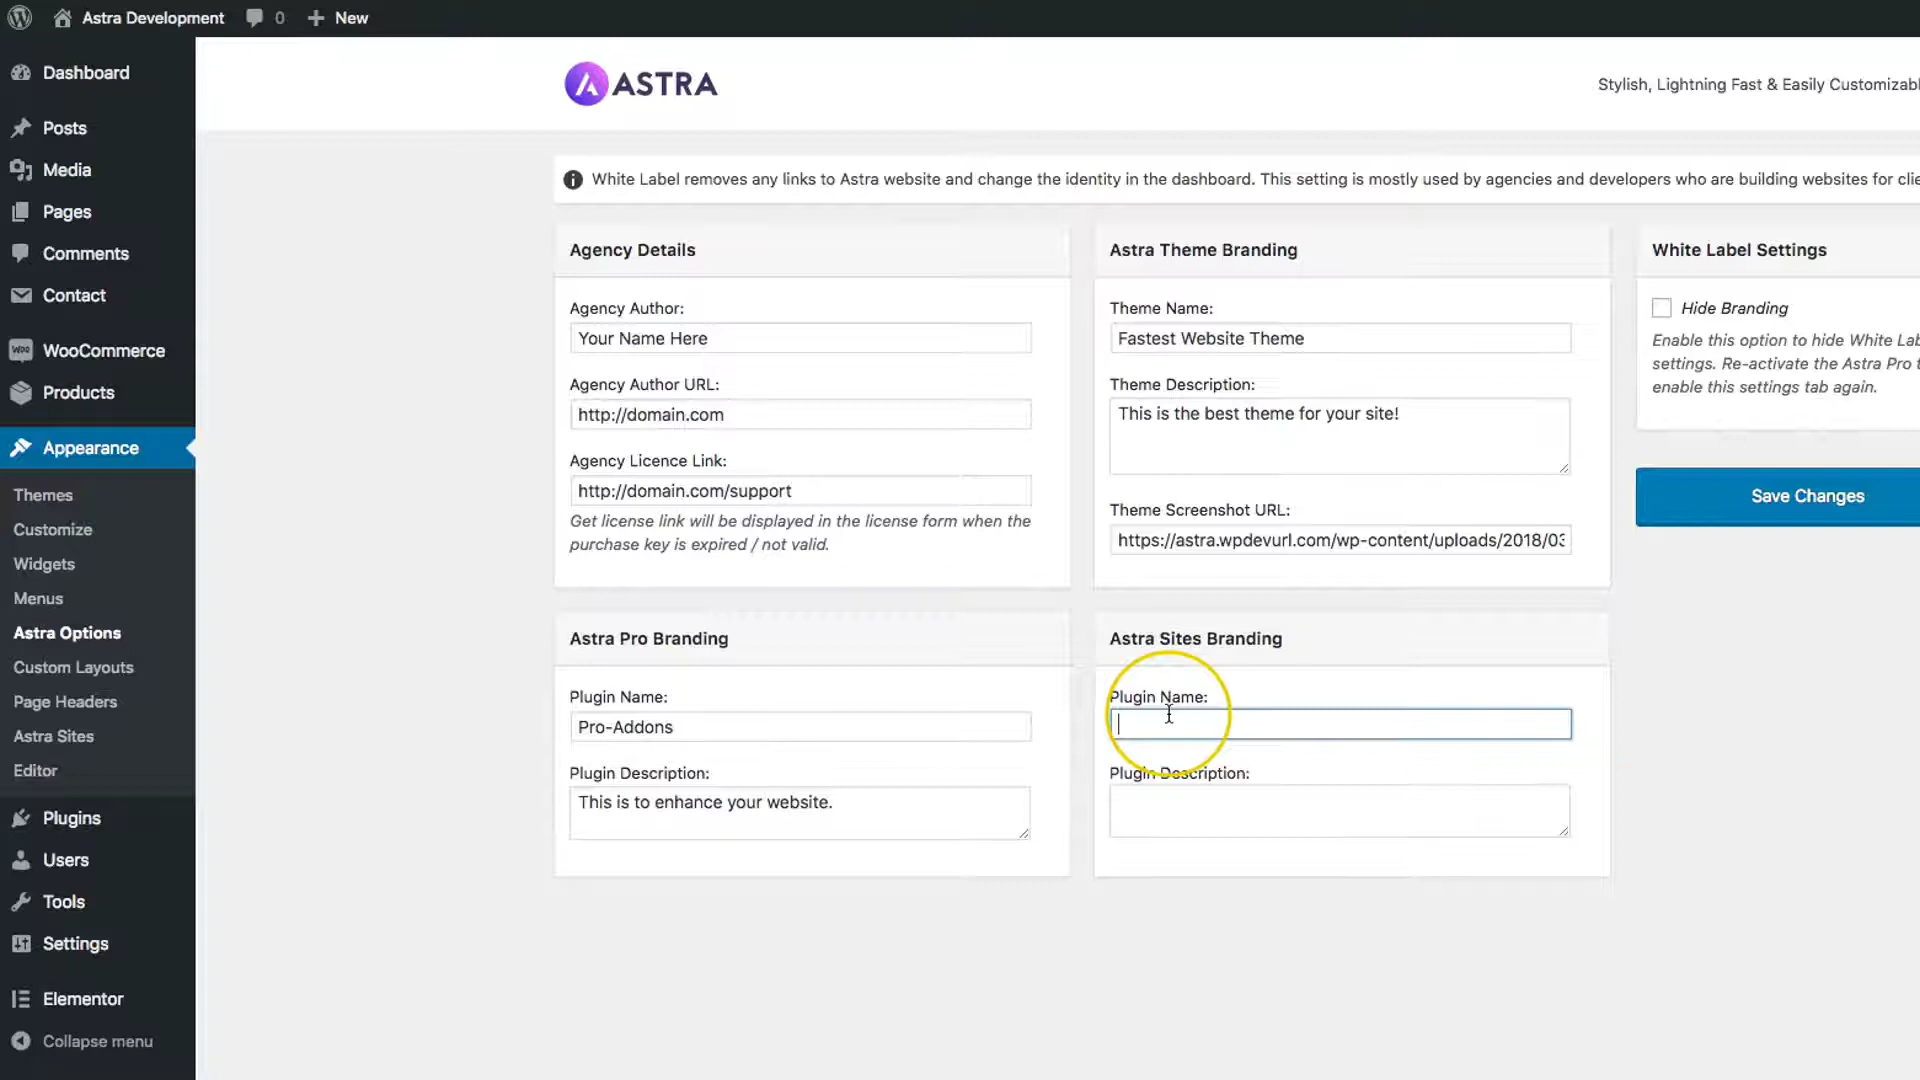 Astra Development 0 New
Dashboard
Posts
Media
Pages
Comments
Contact
WooCommerce
Products
Appearance
Themes
Customize
Widgets
Menus
Astra Options
Custom Layouts
Page Headers
Astra Sites
Editor
Plugins
Users
Tools
Settings
Elementor
Collapse menu
ASTRA
Stylish, Lightning Fast & Easily Customizabl
White Label removes any links to Astra website and change the identity in the dashboard. This setting is mostly used by agencies and developers who are building websites for clie
Agency Details
Agency Author:
Your Name Here
Agency Author URL:
http://domain.com
Agency Licence Link:
http://domain.com/support
Get license link will be displayed in the license form when the
purchase key is expired / not valid.
Astra Theme Branding
Theme Name:
Fastest Website Theme
Theme Description:
This is the best theme for your site!
Theme Screenshot URL:
https://astra.wpdevurl.com/wp-content/uploads/2018/03
White Label Settings
Hide Branding
Enable this option to hide White Lab
settings. Re-activate the Astra Pro t
enable this settings tab again.
Save Changes
Astra Pro Branding
Plugin Name:
Pro-Addons
Plugin Description:
This is to enhance your website.
Astra Sites Branding
Plugin Name:
Plugin Description: